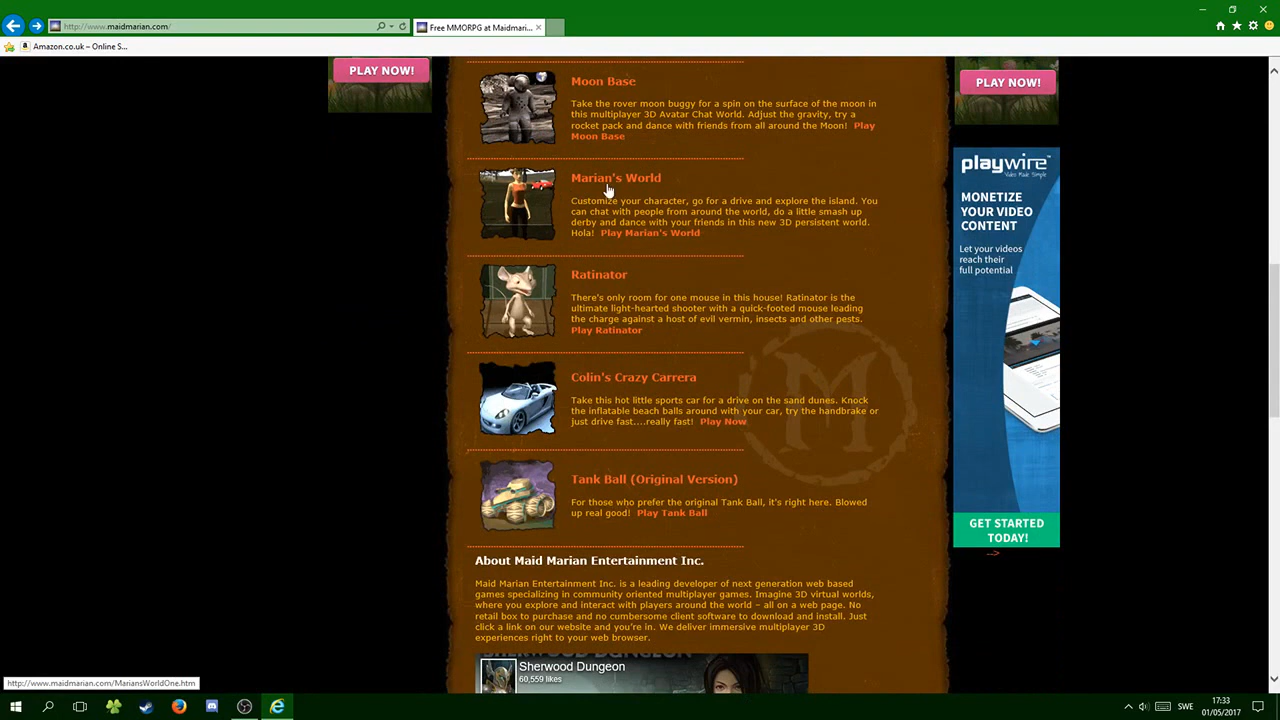 http://www.maidmarian.com/
Free MMORPG at Maidmari...
Amazon.co.uk – Online S...
PLAY NOW!
PLAY NOW!
Moon Base
Take the rover moon buggy for a spin on the surface of the moon in
this multiplayer 3D Avatar Chat World. Adjust the gravity, try a
rocket pack and dance with friends from all around the Moon! Play
Moon Base
Marian's World
Customize your character, go for a drive and explore the island. You
can chat with people from around the world, do a little smash up
derby and dance with your friends in this new 3D persistent world.
Hola! Play Marian's World
Ratinator
There's only room for one mouse in this house! Ratinator is the
ultimate light-hearted shooter with a quick-footed mouse leading
the charge against a host of evil vermin, insects and other pests.
Play Ratinator
Colin's Crazy Carrera
Take this hot little sports car for a drive on the sand dunes. Knock
the inflatable beach balls around with your car, try the handbrake or
just drive fast....really fast! Play Now
Tank Ball (Original Version)
For those who prefer the original Tank Ball, it's right here. Blowed
up real good! Play Tank Ball
About Maid Marian Entertainment Inc.
Maid Marian Entertainment Inc. is a leading developer of next generation web based
games specializing in community oriented multiplayer games. Imagine 3D virtual worlds,
where you explore and interact with players around the world – all on a web page. No
retail box to purchase and no cumbersome client software to download and install. Just
click a link on our website and you're in. We deliver immersive multiplayer 3D
experiences right to your web browser.
SHERWOOD DUNGEON
Sherwood Dungeon
60,559 likes
playwire™
Video Made Simple
MONETIZE
YOUR VIDEO
CONTENT
Let your videos
reach their
full potential
GET STARTED
TODAY!
-->
M
http://www.maidmarian.com/MariansWorldOne.htm
SWE
17:33
01/05/2017